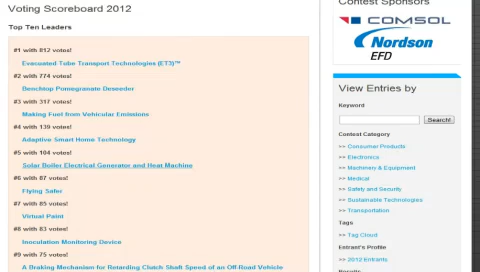 Voting Scoreboard 2012
Top Ten Leaders
#1 with 812 votes!
Evacuated Tube Transport Technologies (ET3)™
#2 with 774 votes!
Benchtop Pomegranate Deseeder
#3 with 317 votes!
Making Fuel from Vehicular Emissions
#4 with 139 votes!
Adaptive Smart Home Technology
#5 with 104 votes!
Solar Boiler Electrical Generator and Heat Machine
#6 with 87 votes!
Flying Safer
#7 with 85 votes!
Virtual Paint
#8 with 83 votes!
Inoculation Monitoring Device
#9 with 75 votes!
A Braking Mechanism for Retarding Clutch Shaft Speed of an Off-Road Vehicle
Contest Sponsors
COMSOL
Nordson
EFD
View Entries by
Keyword
Search!
Contest Category
>> Consumer Products
>> Electronics
>> Machinery & Equipment
>> Medical
>> Safety and Security
>> Sustainable Technologies
>> Transportation
Tags
>> Tag Cloud
Entrant's Profile
>> 2012 Entrants
Results